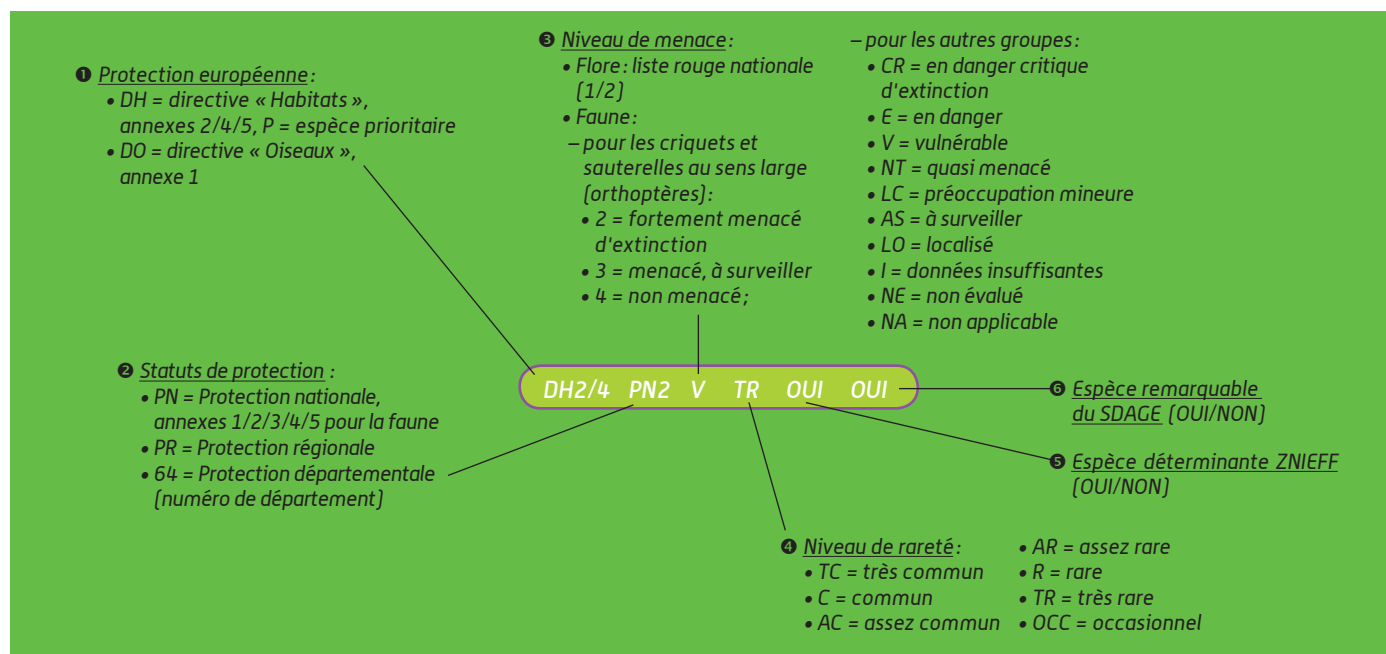 ❶ Protection européenne :
• DH = directive « Habitats »,
annexes 2/4/5, P = espèce prioritaire
• DO = directive « Oiseaux »,
annexe 1
❷ Statuts de protection :
• PN = Protection nationale,
annexes 1/2/3/4/5 pour la faune
• PR = Protection régionale
• 64 = Protection départementale
(numéro de département)
❸ Niveau de menace :
• Flore : liste rouge nationale
(1/2)
• Faune :
– pour les criquets et
sauterelles au sens large
(orthoptères) :
• 2 = fortement menacé
d'extinction
• 3 = menacé, à surveiller
• 4 = non menacé ;
– pour les autres groupes :
• CR = en danger critique
d'extinction
• E = en danger
• V = vulnérable
• NT = quasi menacé
• LC = préoccupation mineure
• AS = à surveiller
• LO = localisé
• I = données insuffisantes
• NE = non évalué
• NA = non applicable
DH2/4 PN2 V TR OUI OUI
❻ Espèce remarquable
du SDAGE (OUI/NON)
❺ Espèce déterminante ZNIEFF
(OUI/NON)
❹ Niveau de rareté :
• TC = très commun
• C = commun
• AC = assez commun
• AR = assez rare
• R = rare
• TR = très rare
• OCC = occasionnel